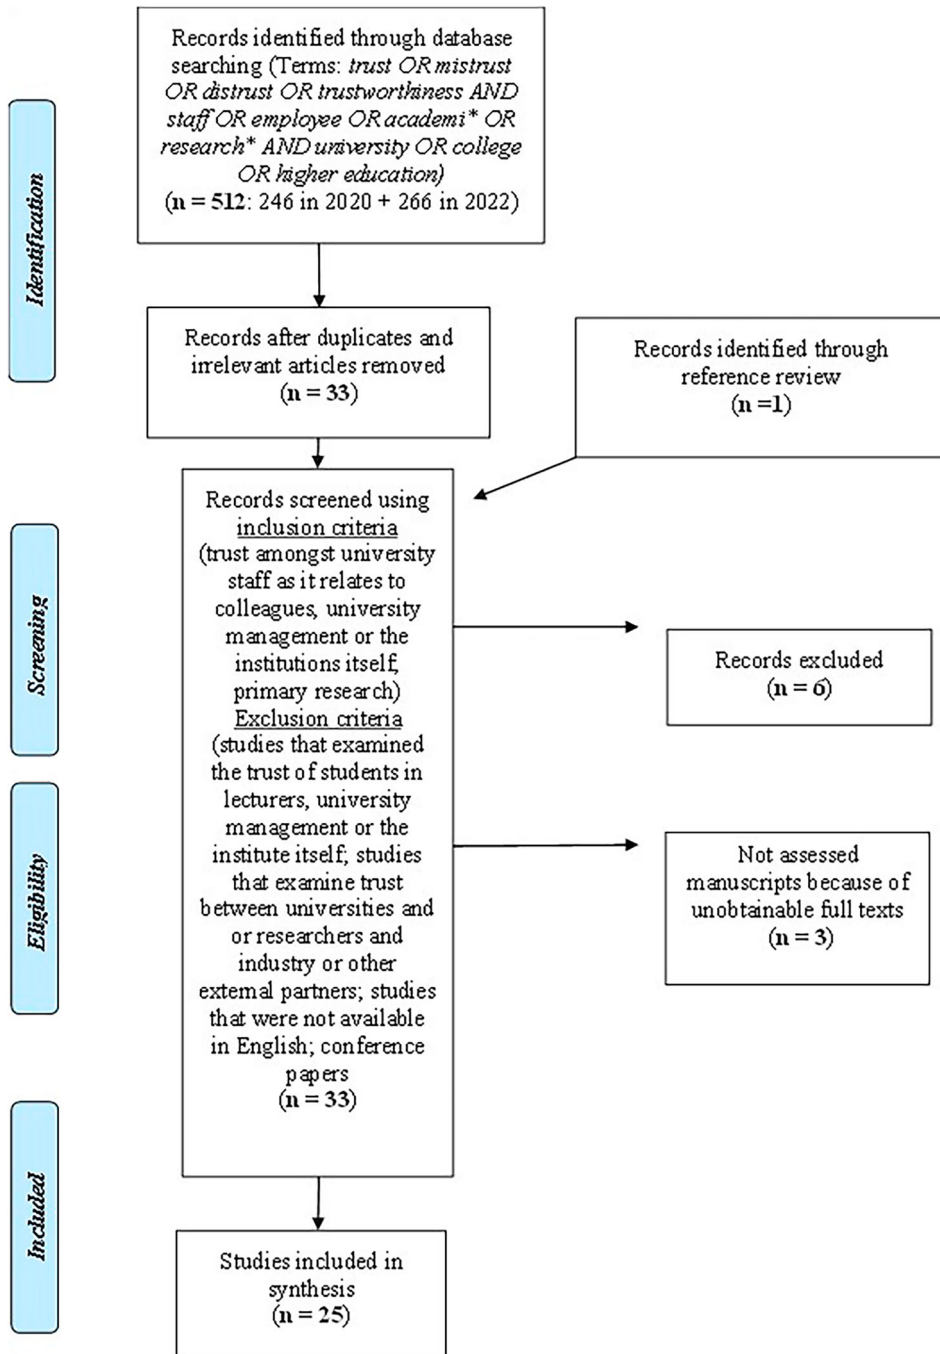 Records identified through database
searching (Terms: trust OR mistrust
OR distrust OR trustworthiness AND
staff OR employee OR academi* OR
research* AND university OR college
OR higher education)
(n = 512: 246 in 2020 + 266 in 2022)
Identification
Records after duplicates and
irrelevant articles removed
(n = 33)
Records identified through
reference review
(n =1)
Records screened using
inclusion criteria
(trust amongst university
staff as it relates to
colleagues, university
management or the
institutions itself,
primary research)
Exclusion criteria
(studies that examined
the trust of students in
lecturers, university
management or the
institute itself; studies
that examine trust
between universities and
or researchers and
industry or other
external partners; studies
that were not available
in English; conference
papers
(n = 33)
Screening
Records excluded
(n = 6)
Eligibility
Not assessed
manuscripts because of
unobtainable full texts
(n = 3)
Included
Studies included in
synthesis
(n = 25)